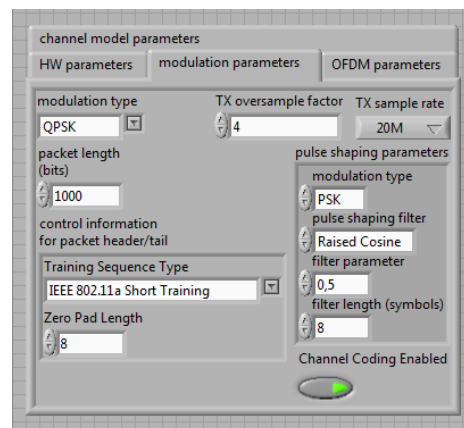 channel model parameters
HW parameters
modulation parameters
OFDM parameters
modulation type
QPSK
TX oversample factor
4
TX sample rate
20M
packet length
(bits)
1000
control information
for packet header/tail
Training Sequence Type
IEEE 802.11a Short Training
Zero Pad Length
8
pulse shaping parameters
modulation type
PSK
pulse shaping filter
Raised Cosine
filter parameter
0,5
filter length (symbols)
8
Channel Coding Enabled